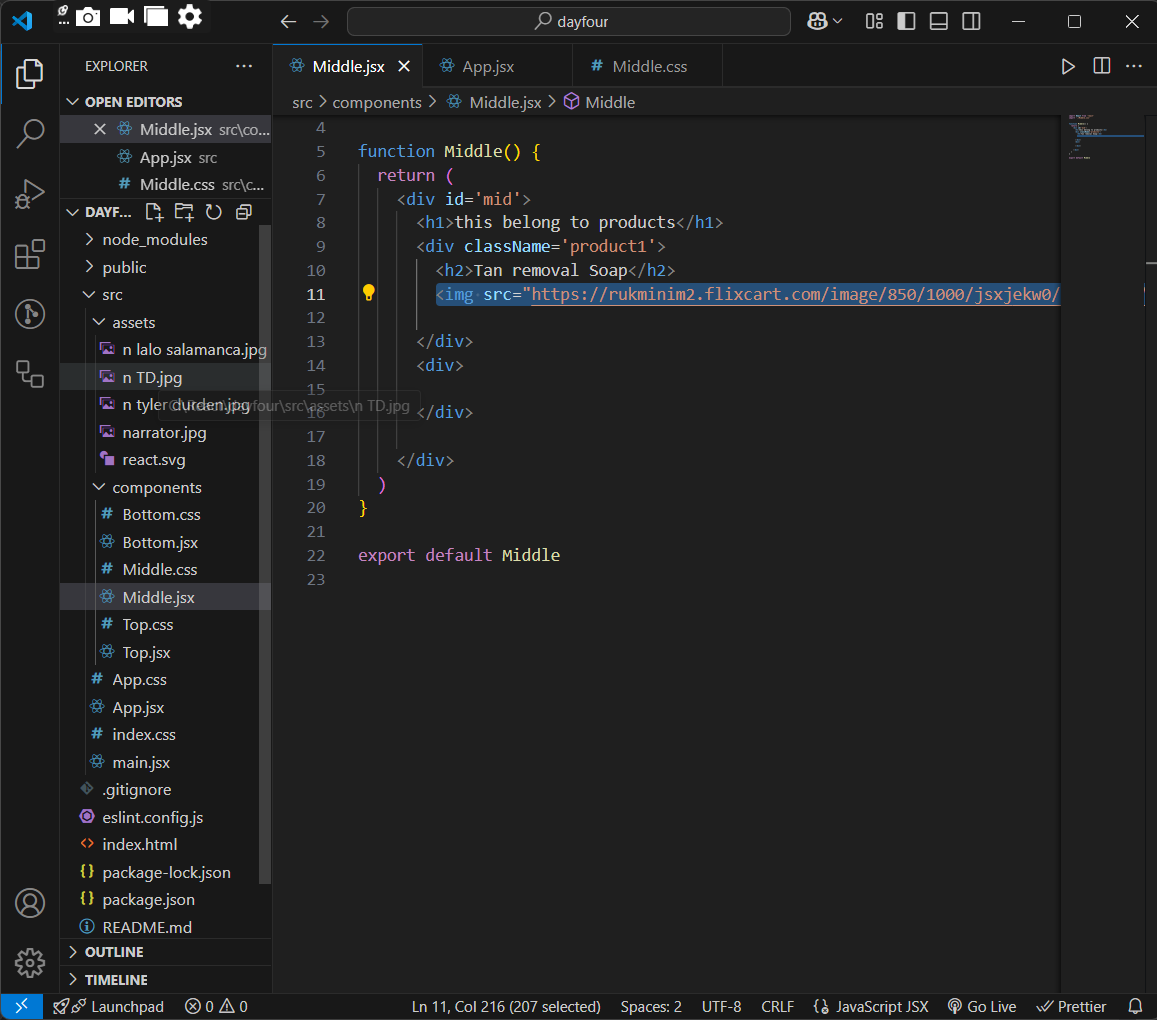 dayfour
EXPLORER
OPEN EDITORS
Middle.jsx src\co...
App.jsx src
Middle.css src\c...
DAYF...
node_modules
public
src
assets
n lalo salamanca.jpg
n TD.jpg
n tyler durden.jpg
narrator.jpg
react.svg
components
Bottom.css
Bottom.jsx
Middle.css
Middle.jsx
Top.css
Top.jsx
App.css
App.jsx
index.css
main.jsx
.gitignore
eslint.config.js
index.html
package-lock.json
package.json
README.md
OUTLINE
TIMELINE
Middle.jsx
App.jsx
Middle.css
src > components > Middle.jsx > Middle
4
5 function Middle() {
6 return (
7 <div id='mid'>
8 <h1>this belong to products</h1>
9 <div className='product1'>
10 <h2>Tan removal Soap</h2>
11 <img src="https://rukminim2.flixcart.com/image/850/1000/jsxjekw0/
12
13 </div>
14 <div>
15
16 </div>
17
18 </div>
19 )
20 }
21
22 export default Middle
23
Launchpad 0 0 Ln 11, Col 216 (207 selected) Spaces: 2 UTF-8 CRLF {} JavaScript JSX Go Live Prettier